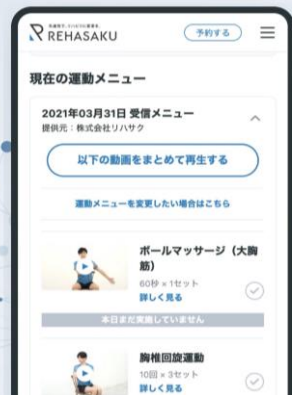 REHASAKU
予約する
現在の運動メニュー
2021年03月31日 受信メニュー
提供元:株式会社リハサク
以下の動画をまとめて再生する
運動メニューを変更したい場合はこちら
ボールマッサージ（大胸
筋）
60秒 × 1セット
詳しく見る
本日まだ実施していません
胸椎回旋運動
10回 × 3セット
詳しく見る